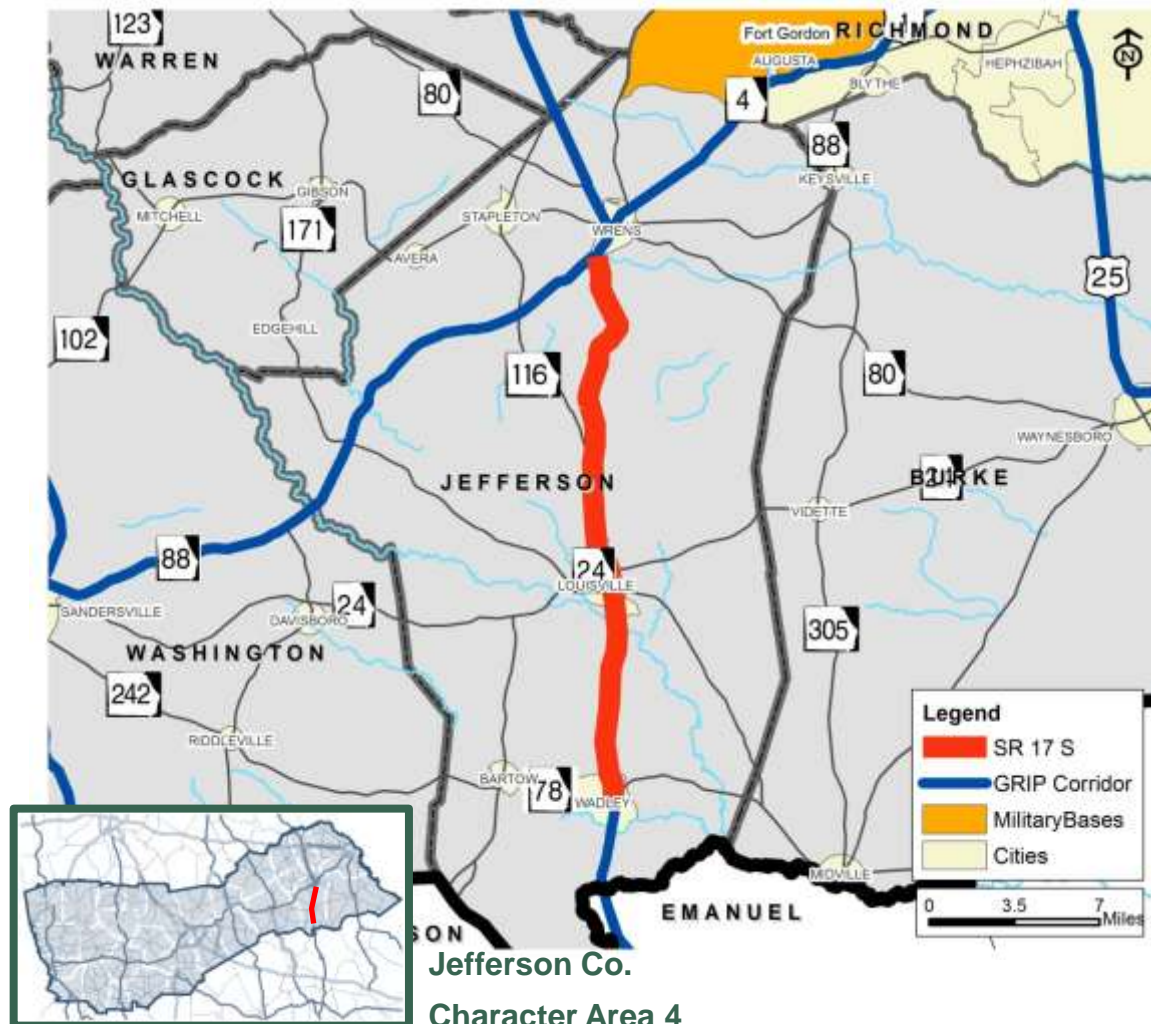 123
WARREN
80
Fort Gordon
RICHMOND
AUGUSTA
1
N
HEPHZIBAH
BLYTHE
4
88
KEYSVILLE
GLASCOCK
GIBSON
MITCHELL
171
STAPLETON
WRENS
AVERA
25
EDGEHILL
102
116
80
WAYNESBORO
JEFFERSON
BURKE
VIDETTE
88
24
LOUISVILLE
SANDERSVILLE
DAVISBORO
24
305
WASHINGTON
242
RIDDLEVILLE
BARTOW
78
WADLEY
MIDVILLE
EMANUEL
SON
Legend
SR 17 S
GRIP Corridor
MilitaryBases
Cities
0 3.5 7
Miles
Jefferson Co.
Character Area 4